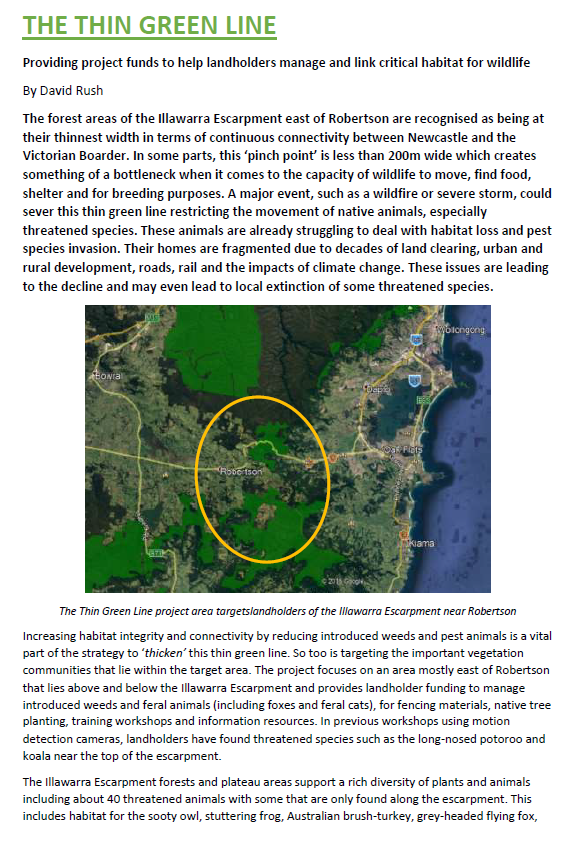 THE THIN GREEN LINE
Providing project funds to help landholders manage and link critical habitat for wildlife
By David Rush
The forest areas of the Illawarra Escarpment east of Robertson are recognised as being at
their thinnest width in terms of continuous connectivity between Newcastle and the
Victorian Boarder. In some parts, this ‘pinch point’ is less than 200m wide which creates
something of a bottleneck when it comes to the capacity of wildlife to move, find food,
shelter and for breeding purposes. A major event, such as a wildfire or severe storm, could
sever this thin green line restricting the movement of native animals, especially
threatened species. These animals are already struggling to deal with habitat loss and pest
species invasion. Their homes are fragmented due to decades of land clearing, urban and
rural development, roads, rail and the impacts of climate change. These issues are leading
to the decline and may even lead to local extinction of some threatened species.
Wollongong
Bowral
Dapto
Oak Flats
Robertson
Kiama
Google
The Thin Green Line project area targetslandholders of the Illawarra Escarpment near Robertson
Increasing habitat integrity and connectivity by reducing introduced weeds and pest animals is a vital
part of the strategy to ‘thicken’ this thin green line. So too is targeting the important vegetation
communities that lie within the target area. The project focuses on an area mostly east of Robertson
that lies above and below the Illawarra Escarpment and provides landholder funding to manage
introduced weeds and feral animals (including foxes and feral cats), for fencing materials, native tree
planting, training workshops and information resources. In previous workshops using motion
detection cameras, landholders have found threatened species such as the long-nosed potoroo and
koala near the top of the escarpment.
The Illawarra Escarpment forests and plateau areas support a rich diversity of plants and animals
including about 40 threatened animals with some that are only found along the escarpment. This
includes habitat for the sooty owl, stuttering frog, Australian brush-turkey, grey-headed flying fox,